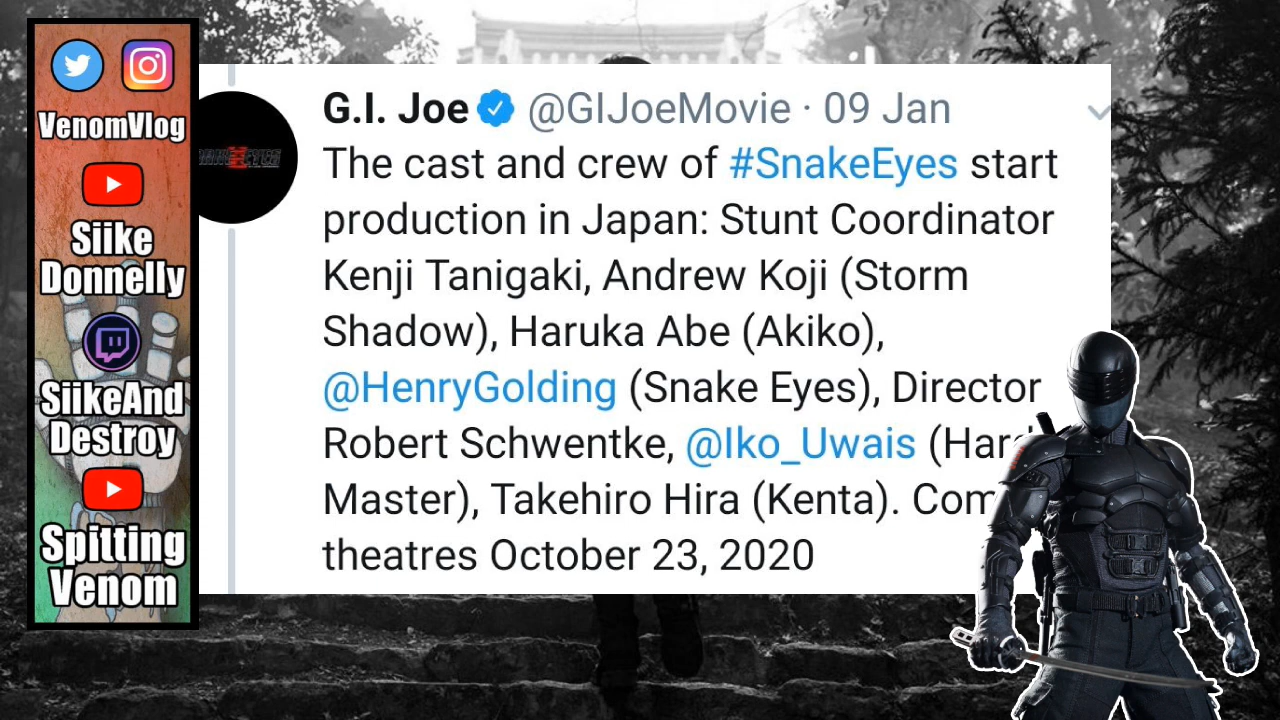 VenomVlog
Siike
Donnelly
SiikeAnd
Destroy
Spitting
Venom
G.I. Joe @GIJoeMovie · 09 Jan
The cast and crew of #SnakeEyes start
production in Japan: Stunt Coordinator
Kenji Tanigaki, Andrew Koji (Storm
Shadow), Haruka Abe (Akiko),
@HenryGolding (Snake Eyes), Director
Robert Schwentke, @Iko_Uwais (Hard
Master), Takehiro Hira (Kenta). Com
theatres October 23, 2020